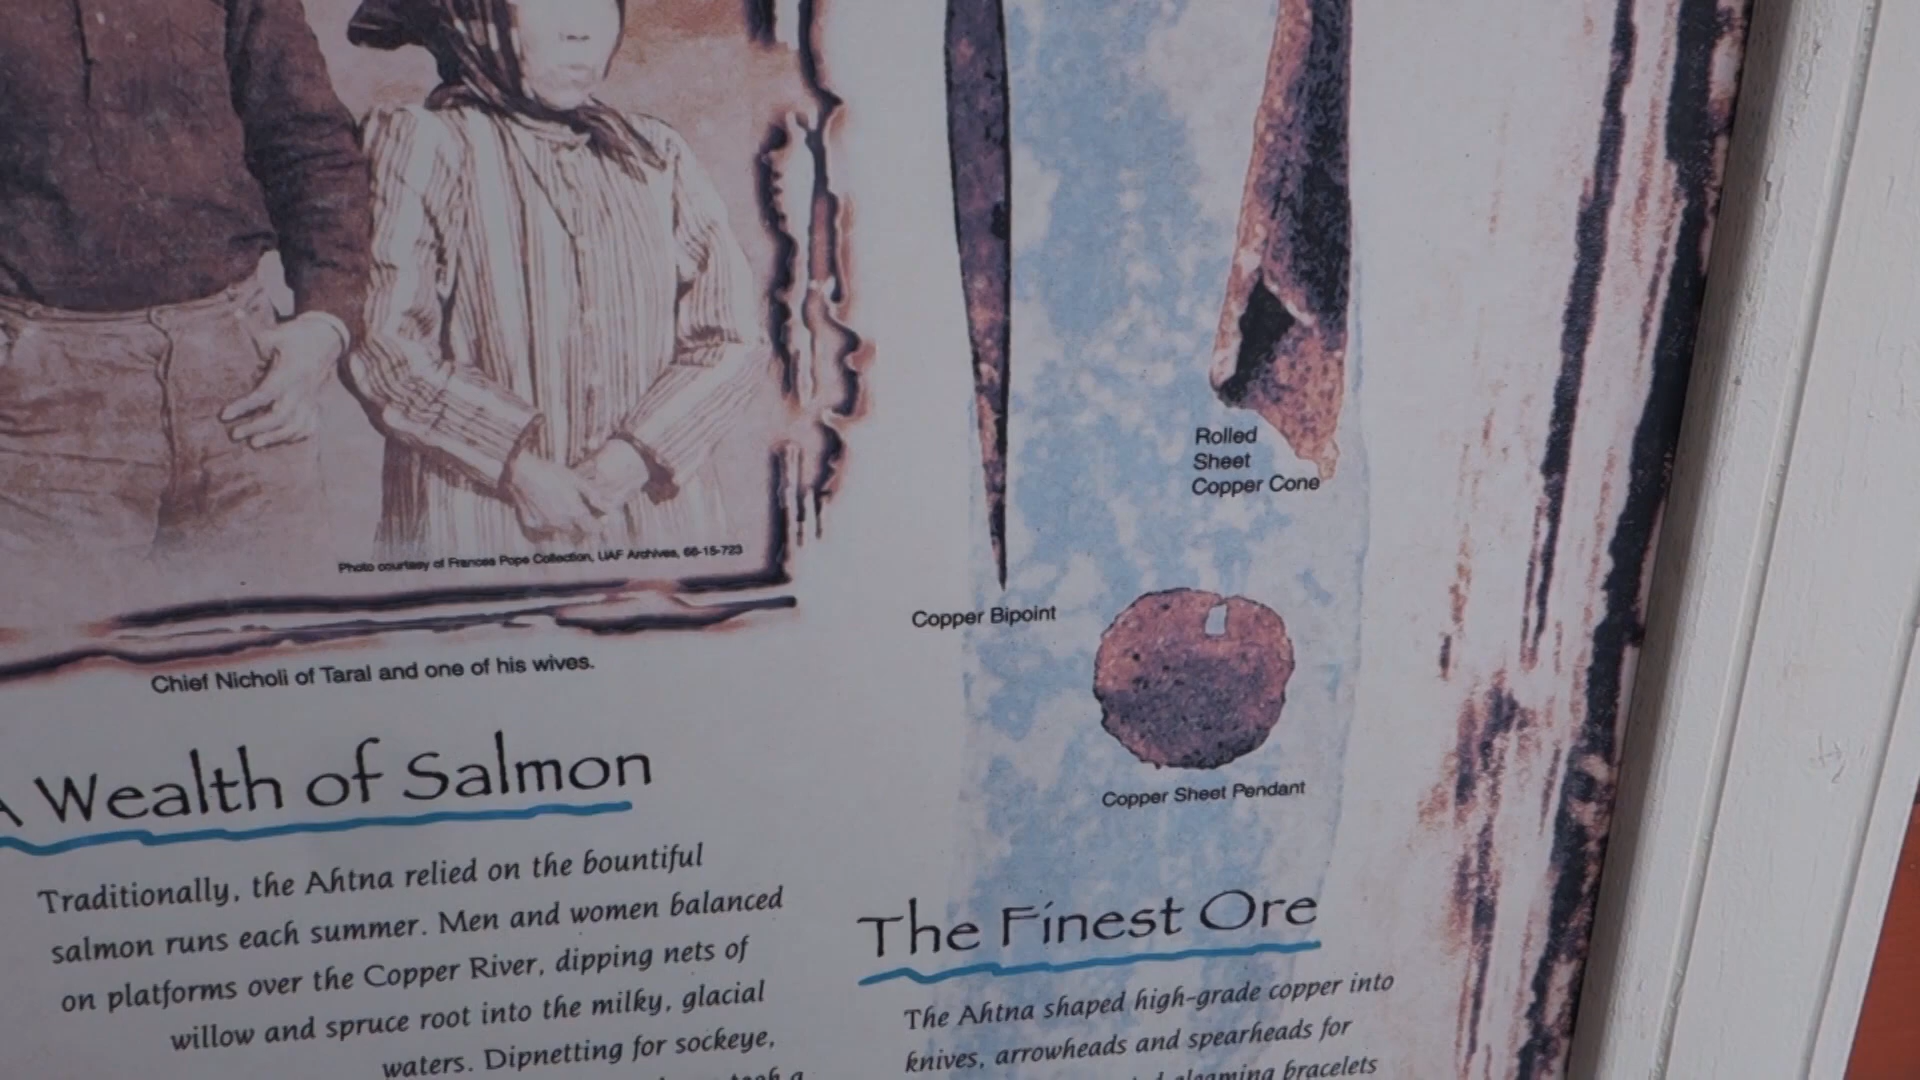 Photo courtesy of Frances Pope Collection, UAF Archives, 66-15-723
Chief Nicholi of Taral and one of his wives.
A Wealth of Salmon
Traditionally, the Ahtna relied on the bountiful
salmon runs each summer. Men and women balanced
on platforms over the Copper River, dipping nets of
willow and spruce root into the milky, glacial
waters. Dipnetting for sockeye,
Rolled
Sheet
Copper Cone
Copper Bipoint
Copper Sheet Pendant
The Finest Ore
The Ahtna shaped high-grade copper into
knives, arrowheads and spearheads for
gleaming bracelets